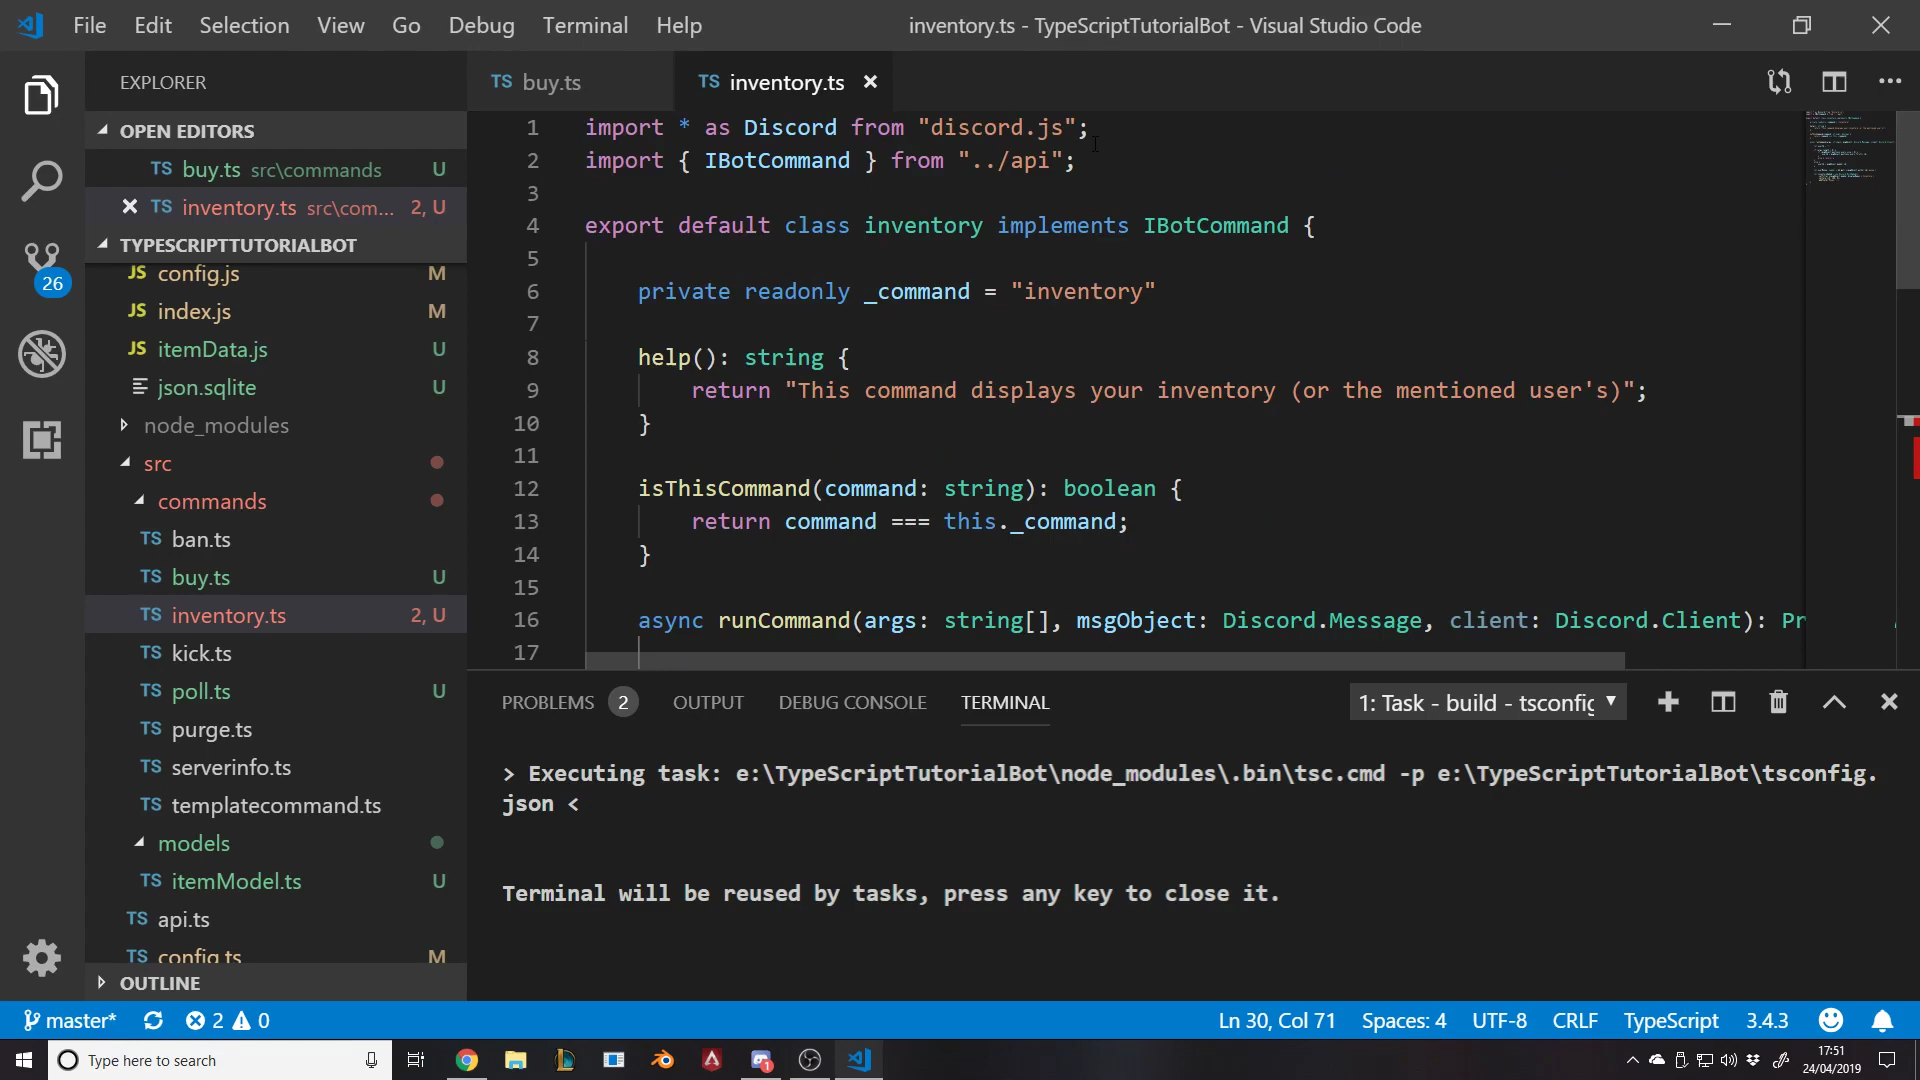 File Edit Selection View Go Debug Terminal Help
inventory.ts - TypeScriptTutorialBot - Visual Studio Code
EXPLORER
OPEN EDITORS
TS buy.ts src\commands U
TS inventory.ts src\com... 2, U
TYPESCRIPTTUTORIALBOT
JS config.js M
JS index.js M
JS itemData.js U
json.sqlite U
node_modules
src
commands
TS ban.ts
TS buy.ts U
TS inventory.ts 2, U
TS kick.ts
TS poll.ts U
TS purge.ts
TS serverinfo.ts
TS templatecommand.ts
models
TS itemModel.ts U
TS api.ts
TS config.ts M
OUTLINE
26
TS buy.ts
TS inventory.ts
1 import * as Discord from "discord.js";
2 import { IBotCommand } from "../api";
3
4 export default class inventory implements IBotCommand {
5
6 private readonly _command = "inventory"
7
8 help(): string {
9 return "This command displays your inventory (or the mentioned user's)";
10 }
11
12 isThisCommand(command: string): boolean {
13 return command === this._command;
14 }
15
16 async runCommand(args: string[], msgObject: Discord.Message, client: Discord.Client): Pr
17
PROBLEMS 2 OUTPUT DEBUG CONSOLE TERMINAL
1: Task - build - tsconfig
> Executing task: e:\TypeScriptTutorialBot\node_modules\.bin\tsc.cmd -p e:\TypeScriptTutorialBot\tsconfig.
json <
Terminal will be reused by tasks, press any key to close it.
master* 2 0
Ln 30, Col 71 Spaces: 4 UTF-8 CRLF TypeScript 3.4.3
Type here to search
1
17:51
24/04/2019